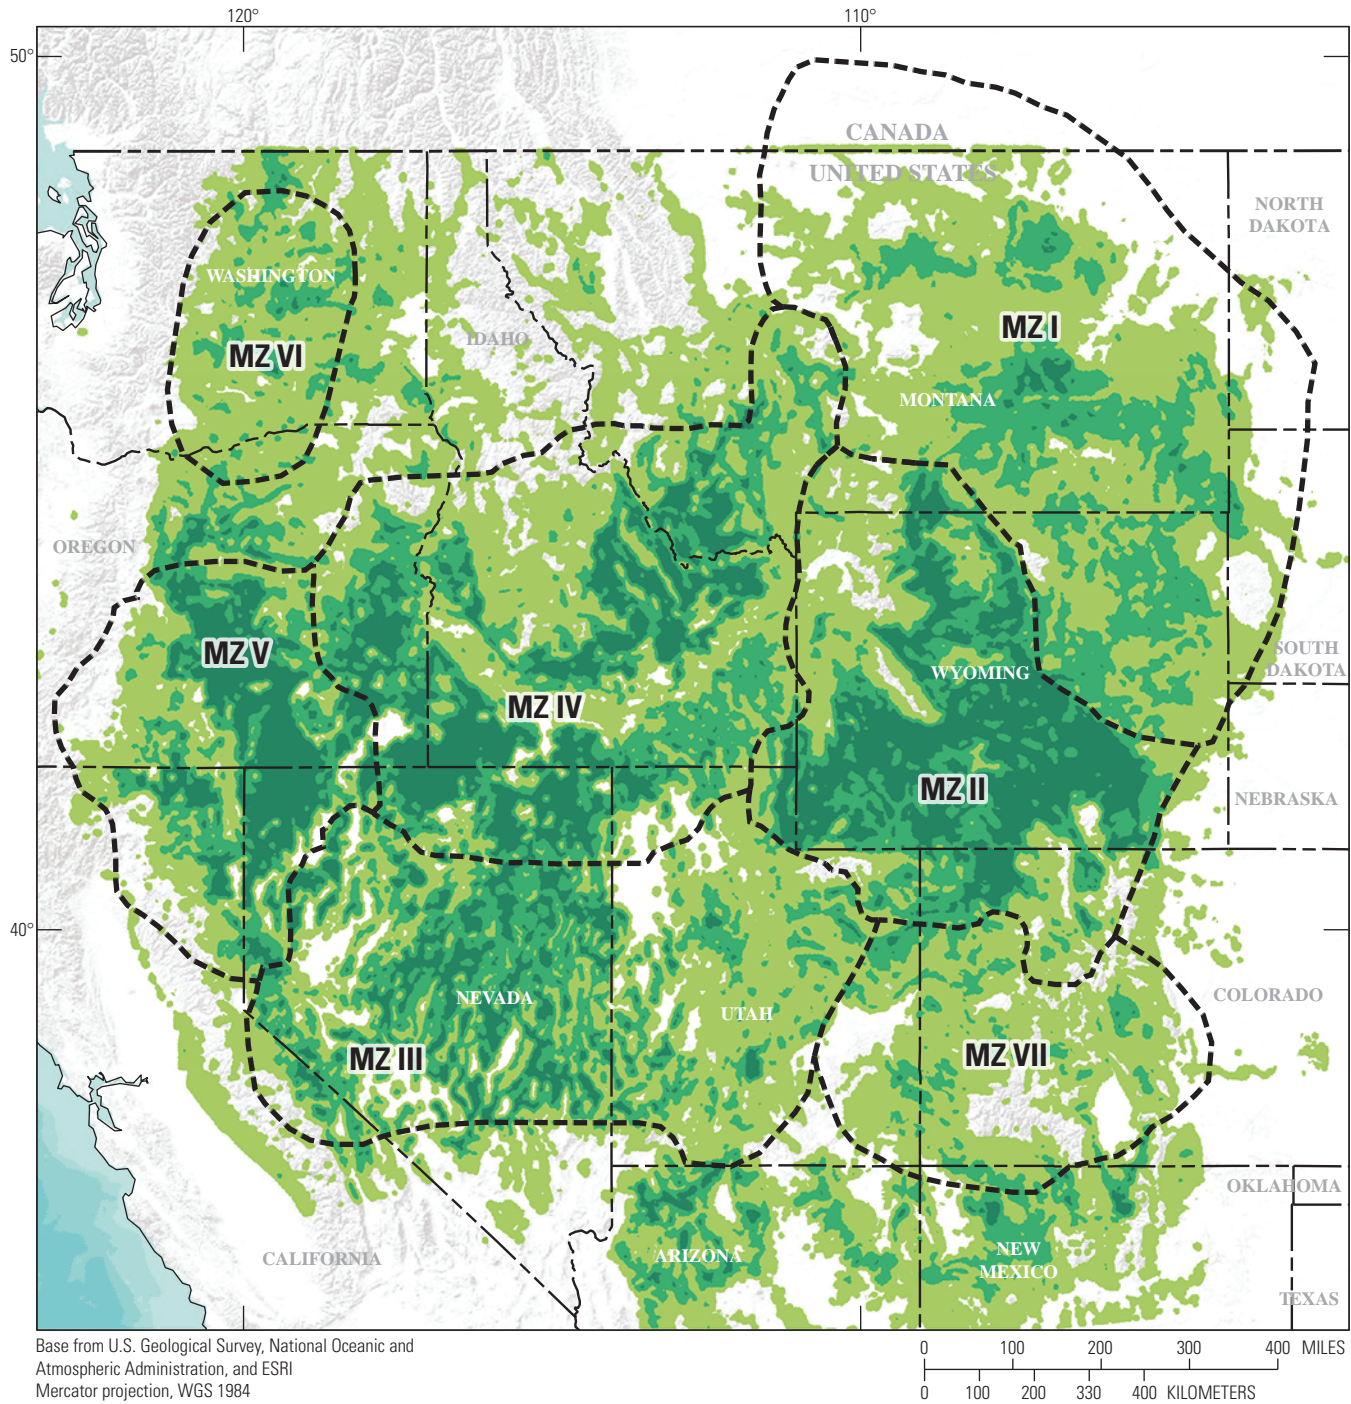 120°
110°
50°
CANADA
UNITED STATES
NORTH
DAKOTA
WASHINGTON
MZ VI
IDAHO
MZ I
MONTANA
OREGON
MZ V
SOUTH
DAKOTA
WYOMING
MZ IV
MZ II
NEBRASKA
40°
NEVADA
COLORADO
UTAH
MZ III
MZ VII
OKLAHOMA
CALIFORNIA
ARIZONA
NEW
MEXICO
TEXAS
Base from U.S. Geological Survey, National Oceanic and
Atmospheric Administration, and ESRI
Mercator projection, WGS 1984
0 100 200 300 400 MILES
0 100 200 330 400 KILOMETERS